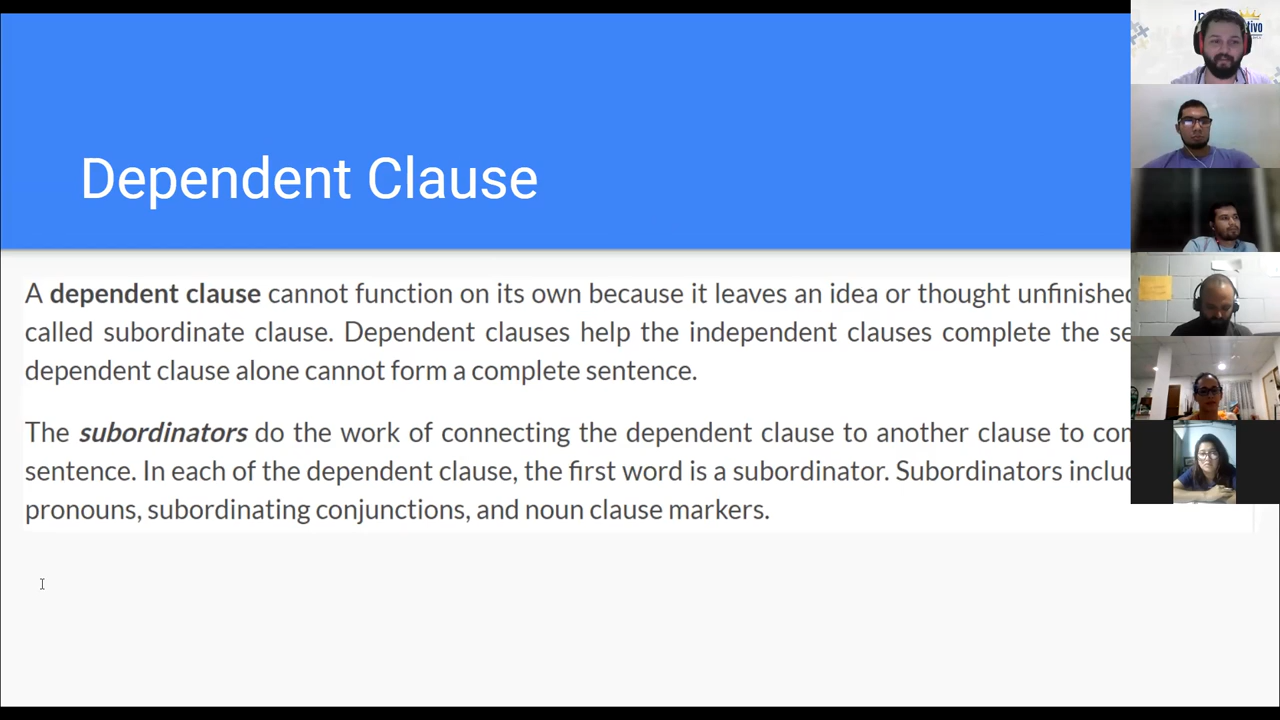 Dependent Clause
A dependent clause cannot function on its own because it leaves an idea or thought unfinished
called subordinate clause. Dependent clauses help the independent clauses complete the
dependent clause alone cannot form a complete sentence.
The subordinators do the work of connecting the dependent clause to another clause to
sentence. In each of the dependent clause, the first word is a subordinator. Subordinators
pronouns, subordinating conjunctions, and noun clause markers.